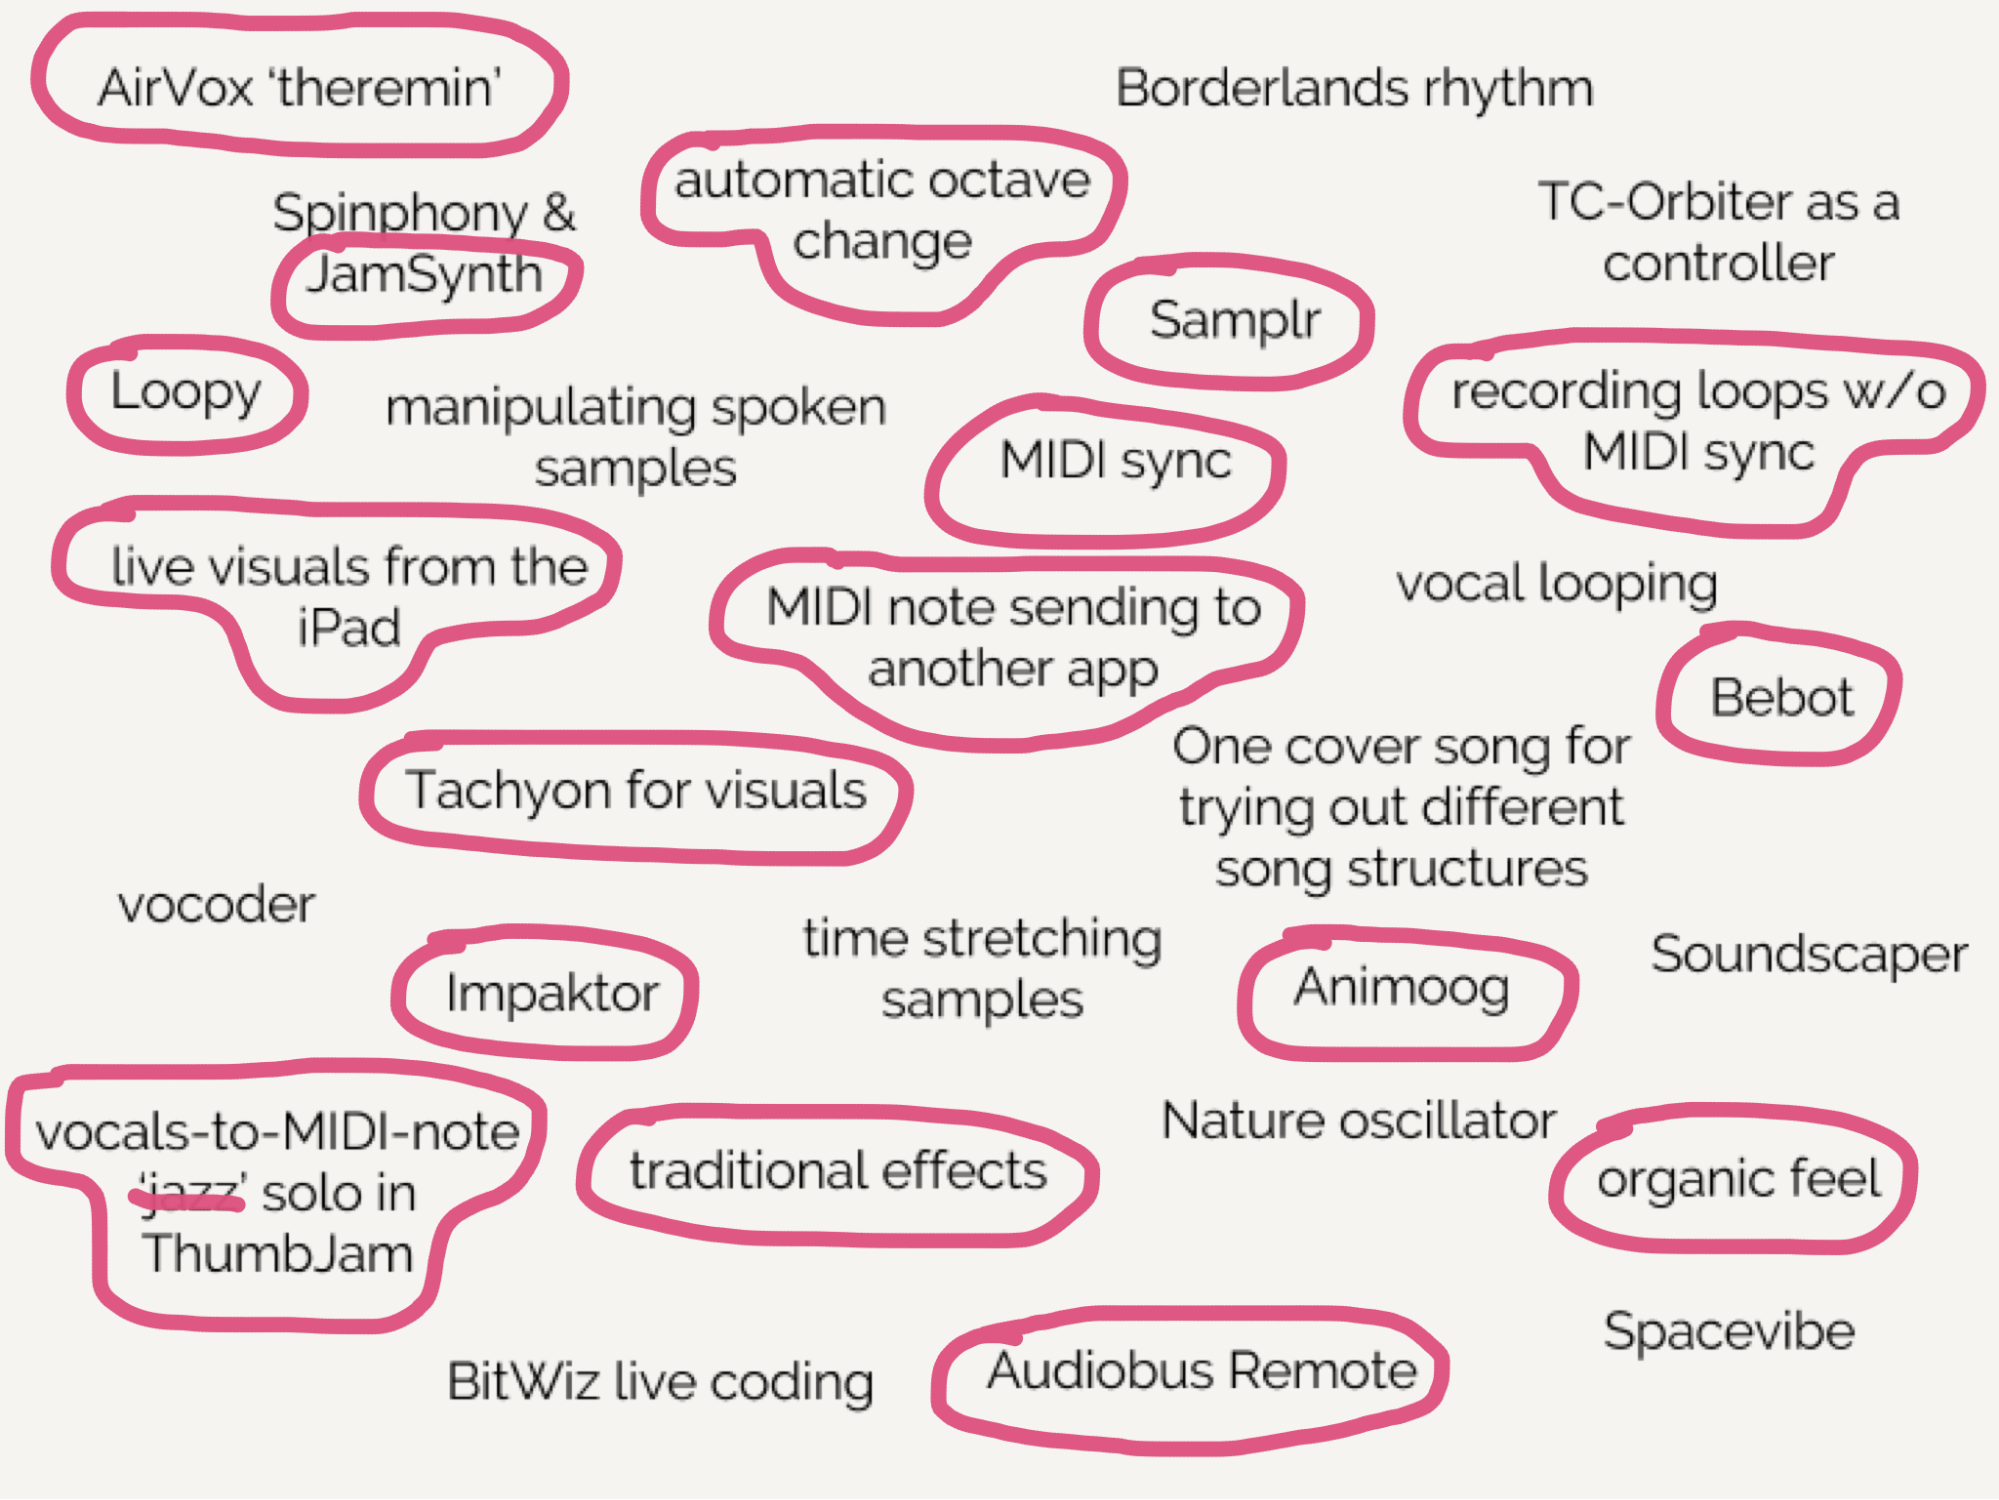 AirVox ‘theremin’
Borderlands rhythm
automatic octave
change
Spinphony &
JamSynth
TC-Orbiter as a
controller
Samplr
Loopy
manipulating spoken
samples
MIDI sync
recording loops w/o
MIDI sync
live visuals from the
iPad
MIDI note sending to
another app
vocal looping
Bebot
Tachyon for visuals
One cover song for
trying out different
song structures
vocoder
Impaktor
time stretching
samples
Animoog
Soundscaper
vocals-to-MIDI-note
‘jazz’ solo in
ThumbJam
traditional effects
Nature oscillator
organic feel
Spacevibe
BitWiz live coding
Audiobus Remote